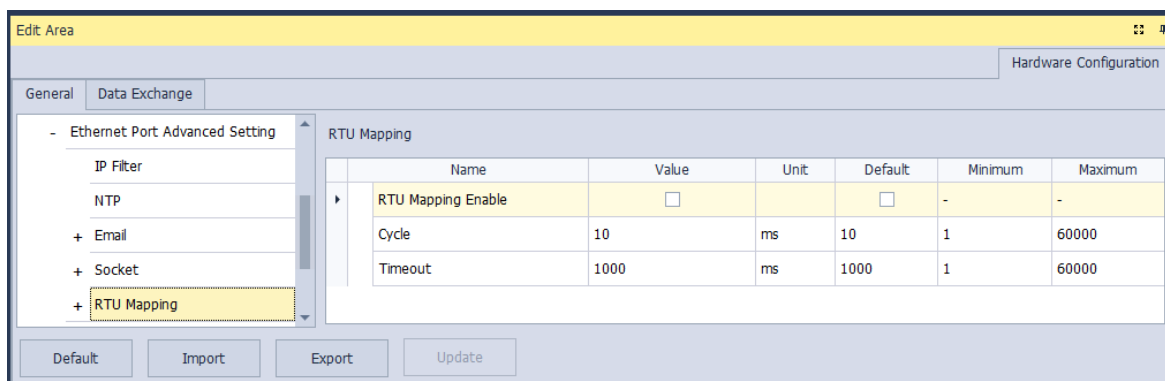 Edit Area
Hardware Configuration
General Data Exchange
- Ethernet Port Advanced Setting
IP Filter
NTP
+ Email
+ Socket
+ RTU Mapping
RTU Mapping
Name Value Unit Default Minimum Maximum
RTU Mapping Enable - -
Cycle 10 ms 10 1 60000
Timeout 1000 ms 1000 1 60000
Default Import Export Update